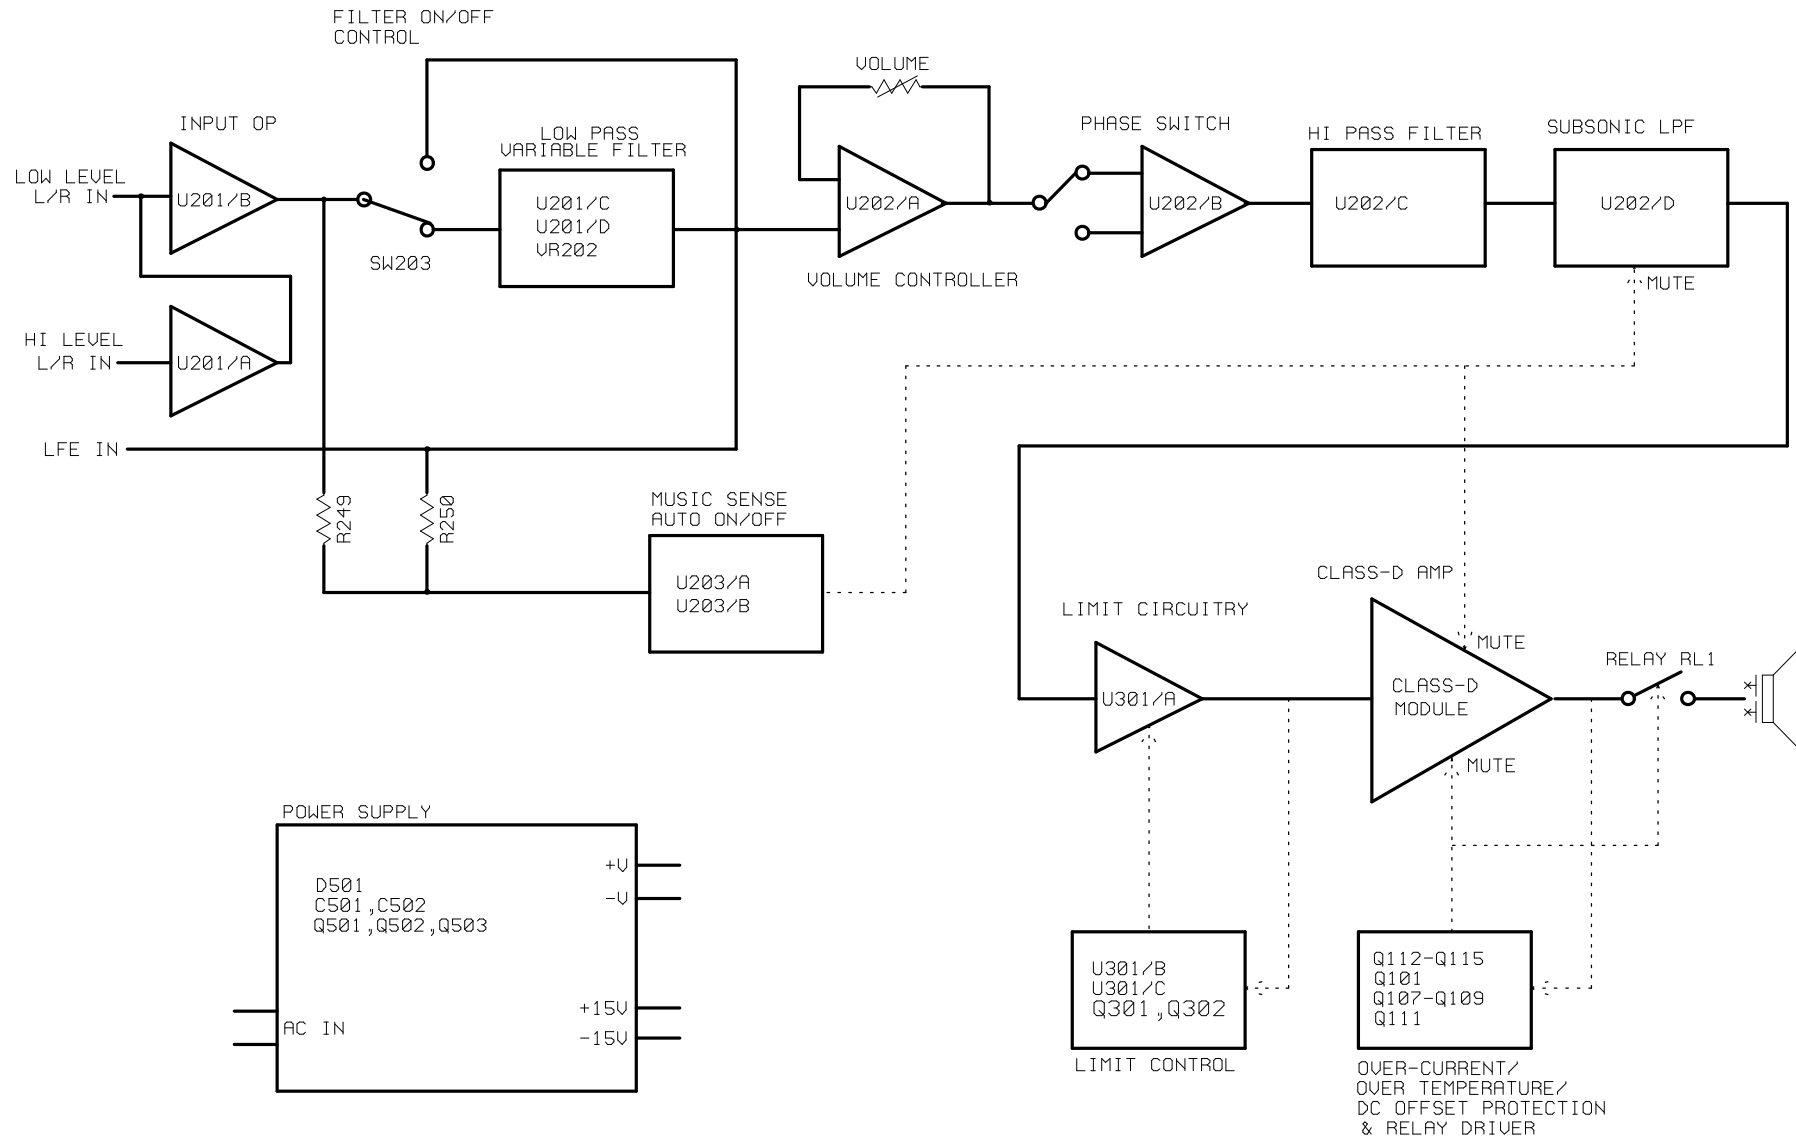 FILTER ON/OFF
CONTROL
VOLUME
INPUT OP
LOW PASS
VARIABLE FILTER
PHASE SWITCH
HI PASS FILTER
SUBSONIC LPF
LOW LEVEL
L/R IN
U201/B
U201/C
U201/D
VR202
U202/A
U202/B
U202/C
U202/D
SW203
VOLUME CONTROLLER
MUTE
HI LEVEL
L/R IN
U201/A
LFE IN
R249
R250
MUSIC SENSE
AUTO ON/OFF
U203/A
U203/B
CLASS-D AMP
LIMIT CIRCUITRY
MUTE
RELAY RL1
U301/A
CLASS-D
MODULE
MUTE
POWER SUPPLY
D501
C501,C502
Q501,Q502,Q503
+V
-V
+15V
-15V
AC IN
U301/B
U301/C
Q301,Q302
LIMIT CONTROL
Q112-Q115
Q101
Q107-Q109
Q111
OVER-CURRENT/
OVER TEMPERATURE/
DC OFFSET PROTECTION
& RELAY DRIVER